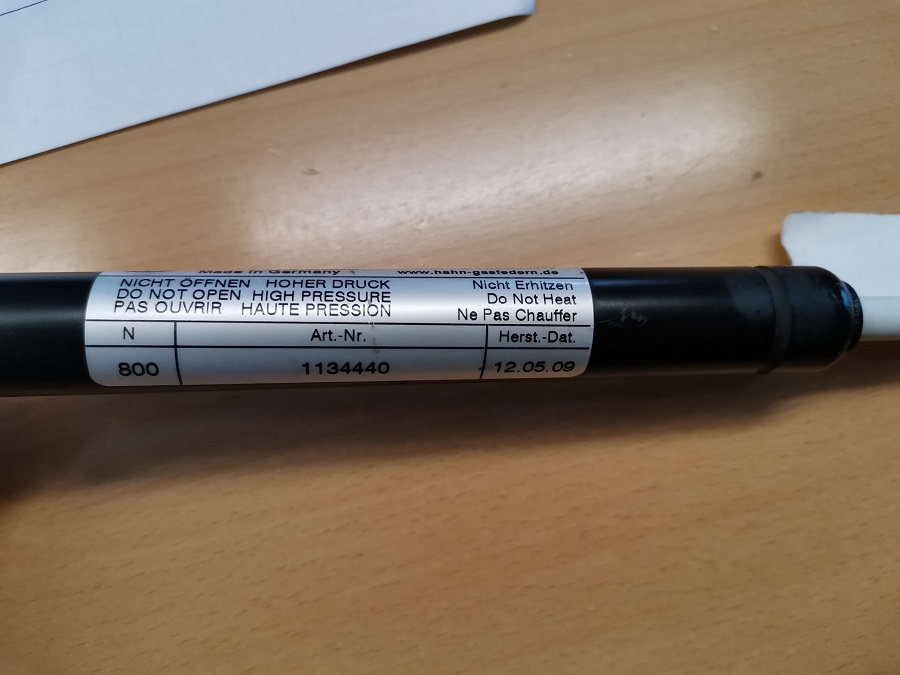 Made in Germany www.hahn-gasfedern.de
NICHT ÖFFNEN HOHER DRUCK Nicht Erhitzen
DO NOT OPEN HIGH PRESSURE Do Not Heat
PAS OUVRIR HAUTE PRESSION Ne Pas Chauffer
N Art.-Nr. Herst.-Dat.
800 1134440 12.05.09